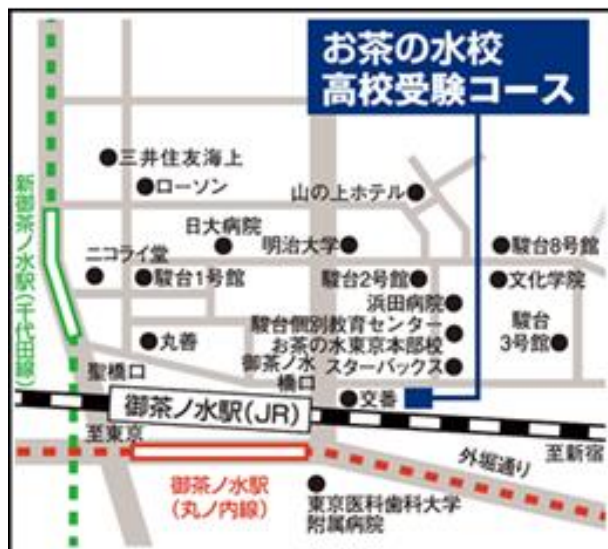 お茶の水校
高校受験コース
三井住友海上
ローソン
山の上ホテル
日大病院
明治大学
駿台8号館
ニコライ堂
駿台1号館
駿台2号館
文化学院
浜田病院
駿台個別教育センター
お茶の水東京本部校
駿台
3号館
丸善
御茶ノ水
橋口
スターバックス
聖橋口
交番
新御茶ノ水駅(千代田線)
御茶ノ水駅(JR)
至東京
至新宿
外堀通り
御茶ノ水駅
(丸ノ内線)
東京医科歯科大学
附属病院